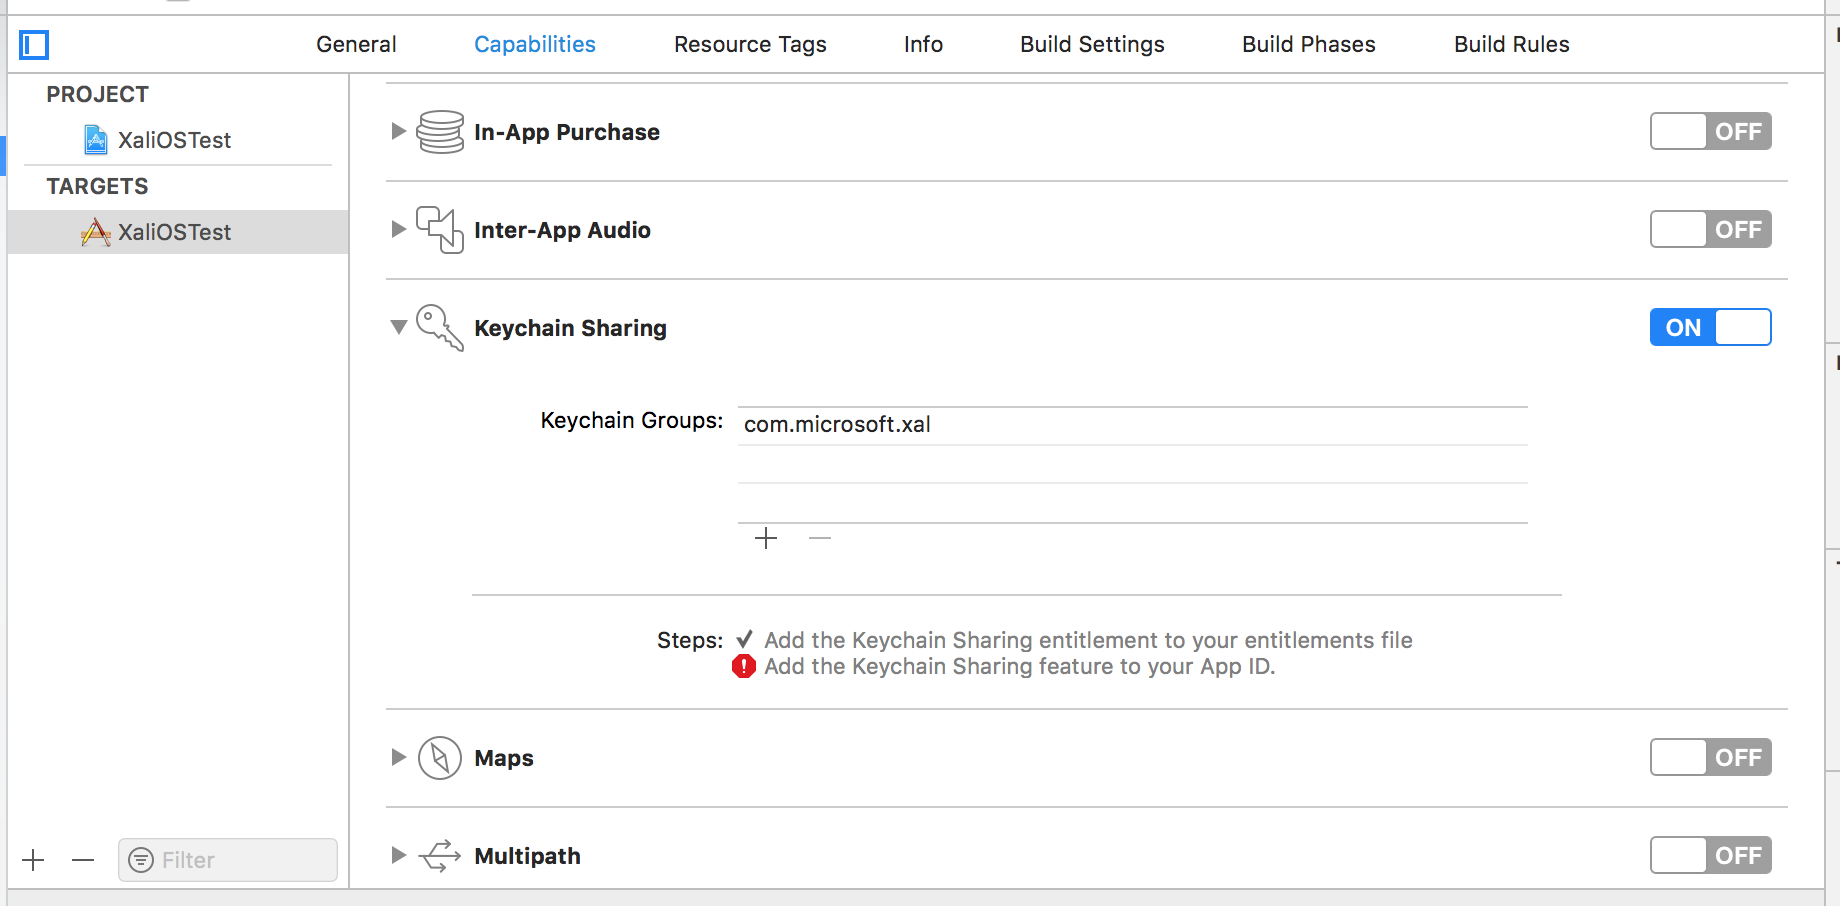 General Capabilities Resource Tags Info Build Settings Build Phases Build Rules
PROJECT
XaliOSTest
TARGETS
XaliOSTest
Filter
In-App Purchase OFF
Inter-App Audio OFF
Keychain Sharing ON
Keychain Groups: com.microsoft.xal
Steps: ✓ Add the Keychain Sharing entitlement to your entitlements file
Add the Keychain Sharing feature to your App ID.
Maps OFF
Multipath OFF